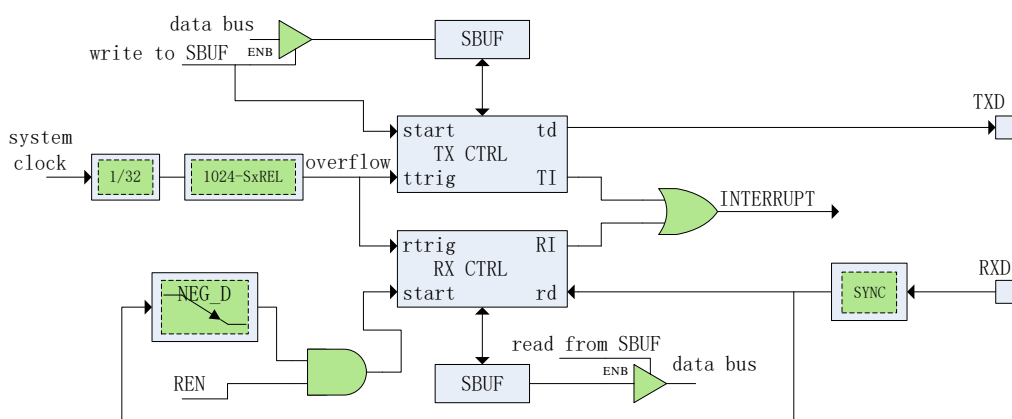 data bus
write to SBUF
ENB
SBUF
TXD
system
clock
1/32
1024-SxREL
overflow
start
td
TX CTRL
ttrig
TI
INTERRUPT
rtrig
RI
RX CTRL
start
rd
NEG_D
SYNC
RXD
REN
read from SBUF
ENB
data bus
SBUF